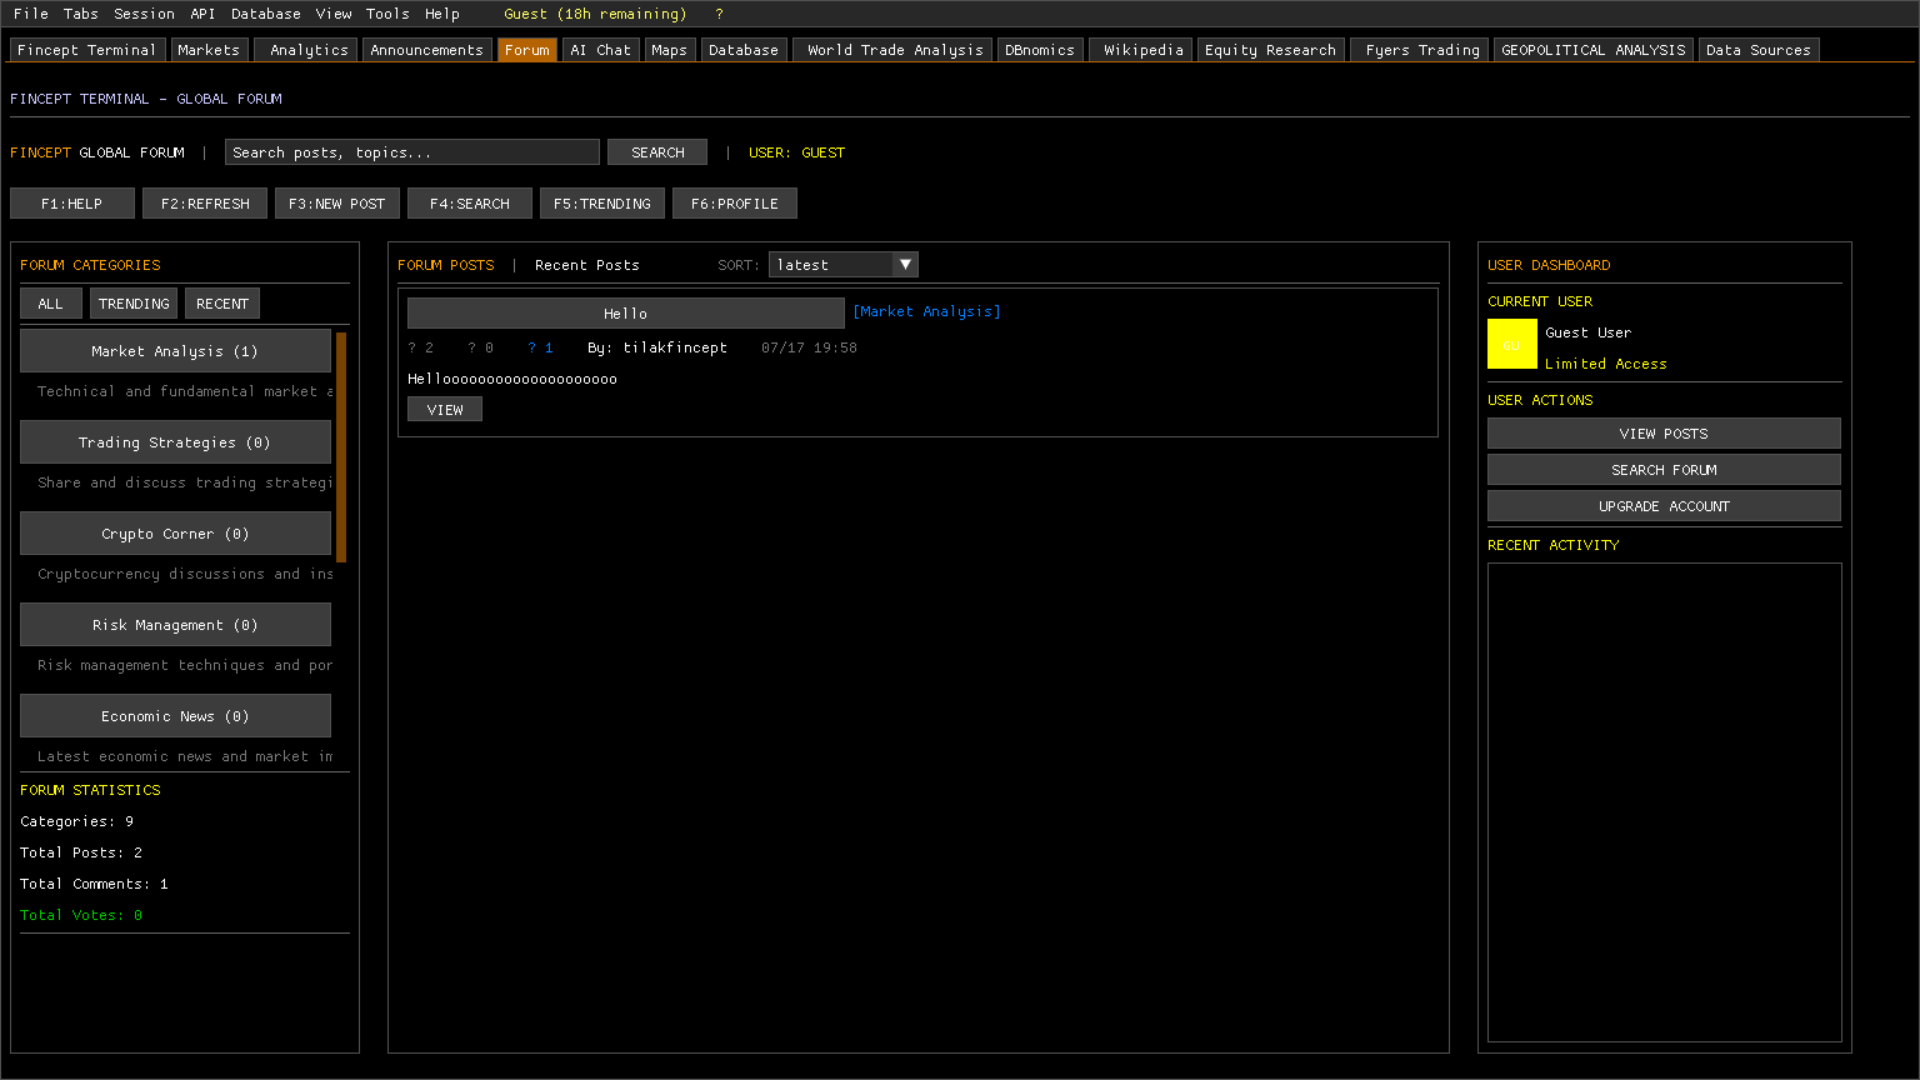 File Tabs Session API Database View Tools Help Guest (18h remaining) ?
Fincept Terminal Markets Analytics Announcements Forum AI Chat Maps Database World Trade Analysis DBnomics Wikipedia Equity Research Fyers Trading GEOPOLITICAL ANALYSIS Data Sources
FINCEPT TERMINAL - GLOBAL FORUM
FINCEPT GLOBAL FORUM | Search posts, topics... SEARCH | USER: GUEST
F1:HELP F2:REFRESH F3:NEW POST F4:SEARCH F5:TRENDING F6:PROFILE
FORUM CATEGORIES
ALL TRENDING RECENT
Market Analysis (1)
Technical and fundamental market a
Trading Strategies (0)
Share and discuss trading strategi
Crypto Corner (0)
Cryptocurrency discussions and ins
Risk Management (0)
Risk management techniques and por
Economic News (0)
Latest economic news and market im
FORUM STATISTICS
Categories: 9
Total Posts: 2
Total Comments: 1
Total Votes: 0
FORUM POSTS | Recent Posts SORT: latest
Hello [Market Analysis]
? 2 ? 0 ? 1 By: tilakfincept 07/17 19:58
Helloooooooooooooooooooo
VIEW
USER DASHBOARD
CURRENT USER
GU Guest User
Limited Access
USER ACTIONS
VIEW POSTS
SEARCH FORUM
UPGRADE ACCOUNT
RECENT ACTIVITY